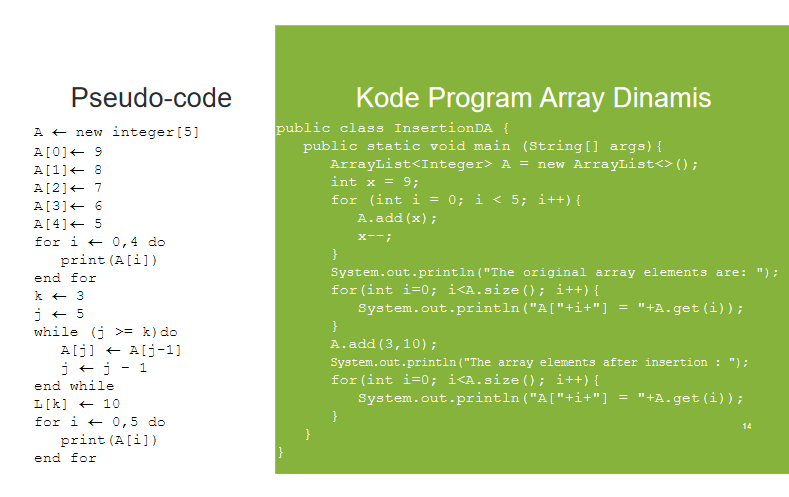 Pseudo-code
A ← new integer[5]
A[0]← 9
A[1]← 8
A[2]← 7
A[3]← 6
A[4]← 5
for i ← 0,4 do
print(A[i])
end for
k ← 3
j ← 5
while (j >= k)do
A[j] ← A[j-1]
j ← j - 1
end while
L[k] ← 10
for i ← 0,5 do
print(A[i])
end for
Kode Program Array Dinamis
public class InsertionDA {
public static void main (String[] args){
ArrayList<Integer> A = new ArrayList<>();
int x = 9;
for (int i = 0; i < 5; i++){
A.add(x);
x--;
}
System.out.println("The original array elements are: ");
for(int i=0; i<A.size(); i++){
System.out.println("A["+i+"] = "+A.get(i));
}
A.add(3,10);
System.out.println("The array elements after insertion : ");
for(int i=0; i<A.size(); i++){
System.out.println("A["+i+"] = "+A.get(i));
}
}
}
14